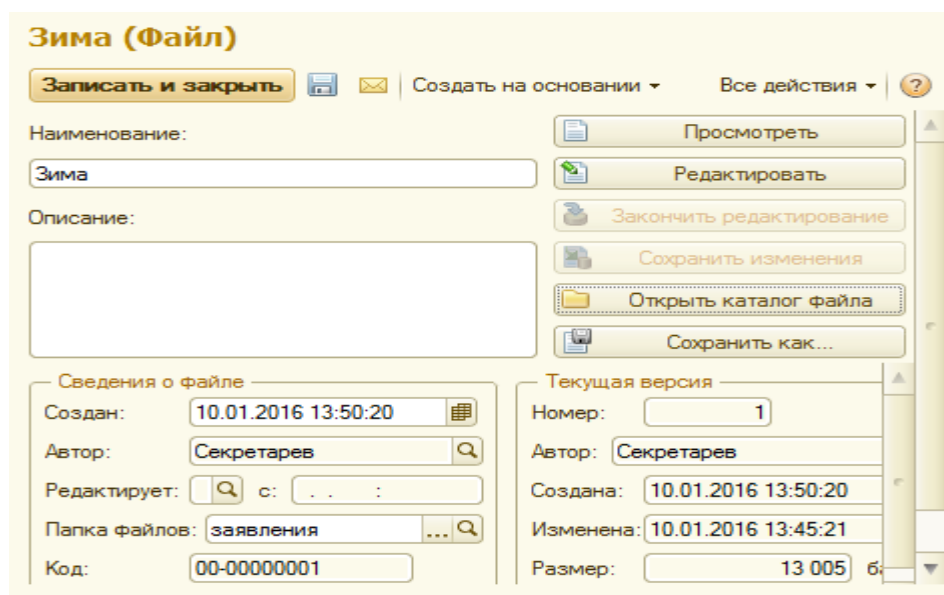 Зима (Файл)
Записать и закрыть Создать на основании Все действия ?
Наименование:
Зима
Описание:
Просмотреть
Редактировать
Закончить редактирование
Сохранить изменения
Открыть каталог файла
Сохранить как...
Сведения о файле
Создан: 10.01.2016 13:50:20
Автор: Секретарев
Редактирует: с: . . :
Папка файлов: заявления ...
Код: 00-00000001
Текущая версия
Номер: 1
Автор: Секретарев
Создана: 10.01.2016 13:50:20
Изменена: 10.01.2016 13:45:21
Размер: 13 005